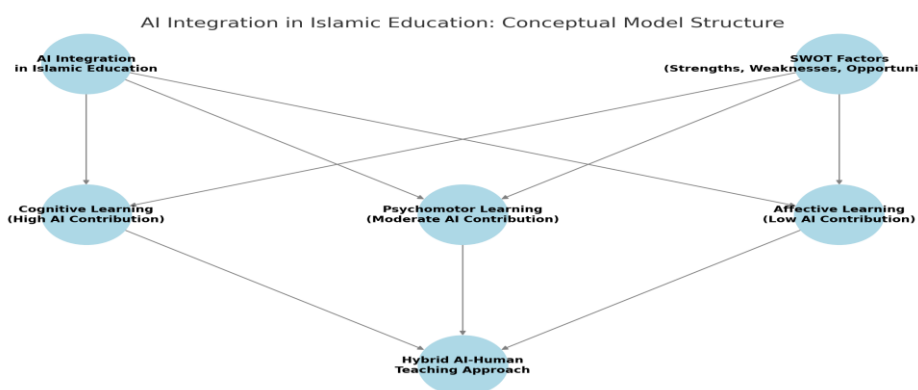 AI Integration in Islamic Education: Conceptual Model Structure
AI Integration
in Islamic Education
SWOT Factors
(Strengths, Weaknesses, Opportuni
Cognitive Learning
(High AI Contribution)
Psychomotor Learning
(Moderate AI Contribution)
Affective Learning
(Low AI Contribution)
Hybrid AI-Human
Teaching Approach